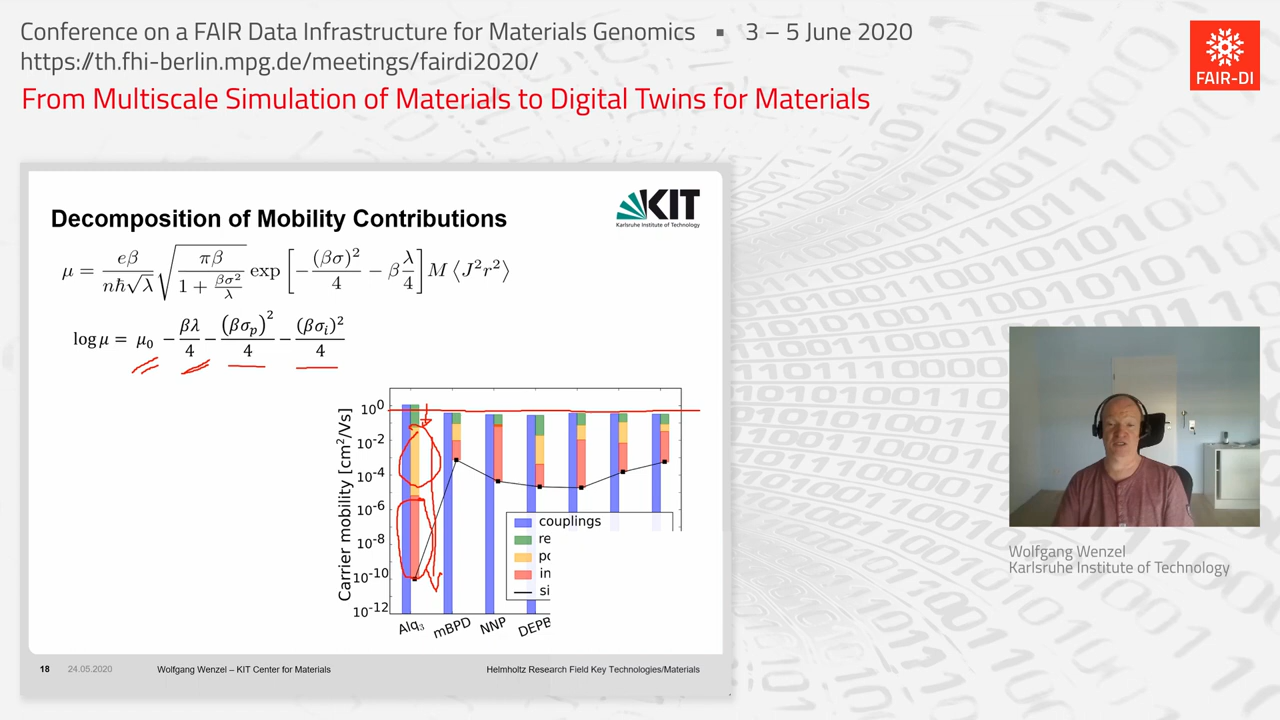 Conference on a FAIR Data Infrastructure for Materials Genomics ▪ 3 – 5 June 2020
https://th.fhi-berlin.mpg.de/meetings/fairdi2020/
FAIR-DI
From Multiscale Simulation of Materials to Digital Twins for Materials
KIT
Karlsruhe Institute of Technology
Decomposition of Mobility Contributions
μ = eβ / nħ√λ √(πβ / (1 + βσ²/λ)) exp [−(βσ)²/4 − β λ/4] M ⟨J²r²⟩
log μ = μ₀ − βλ/4 − (βσₚ)²/4 − (βσᵢ)²/4
Carrier mobility [cm²/Vs]
10⁰
10⁻²
10⁻⁴
10⁻⁶
10⁻⁸
10⁻¹⁰
10⁻¹²
couplings
re
po
in
si
Alq₃ mBPD NNP DEPB
18 24.05.2020 Wolfgang Wenzel – KIT Center for Materials Helmholtz Research Field Key Technologies/Materials
Wolfgang Wenzel
Karlsruhe Institute of Technology